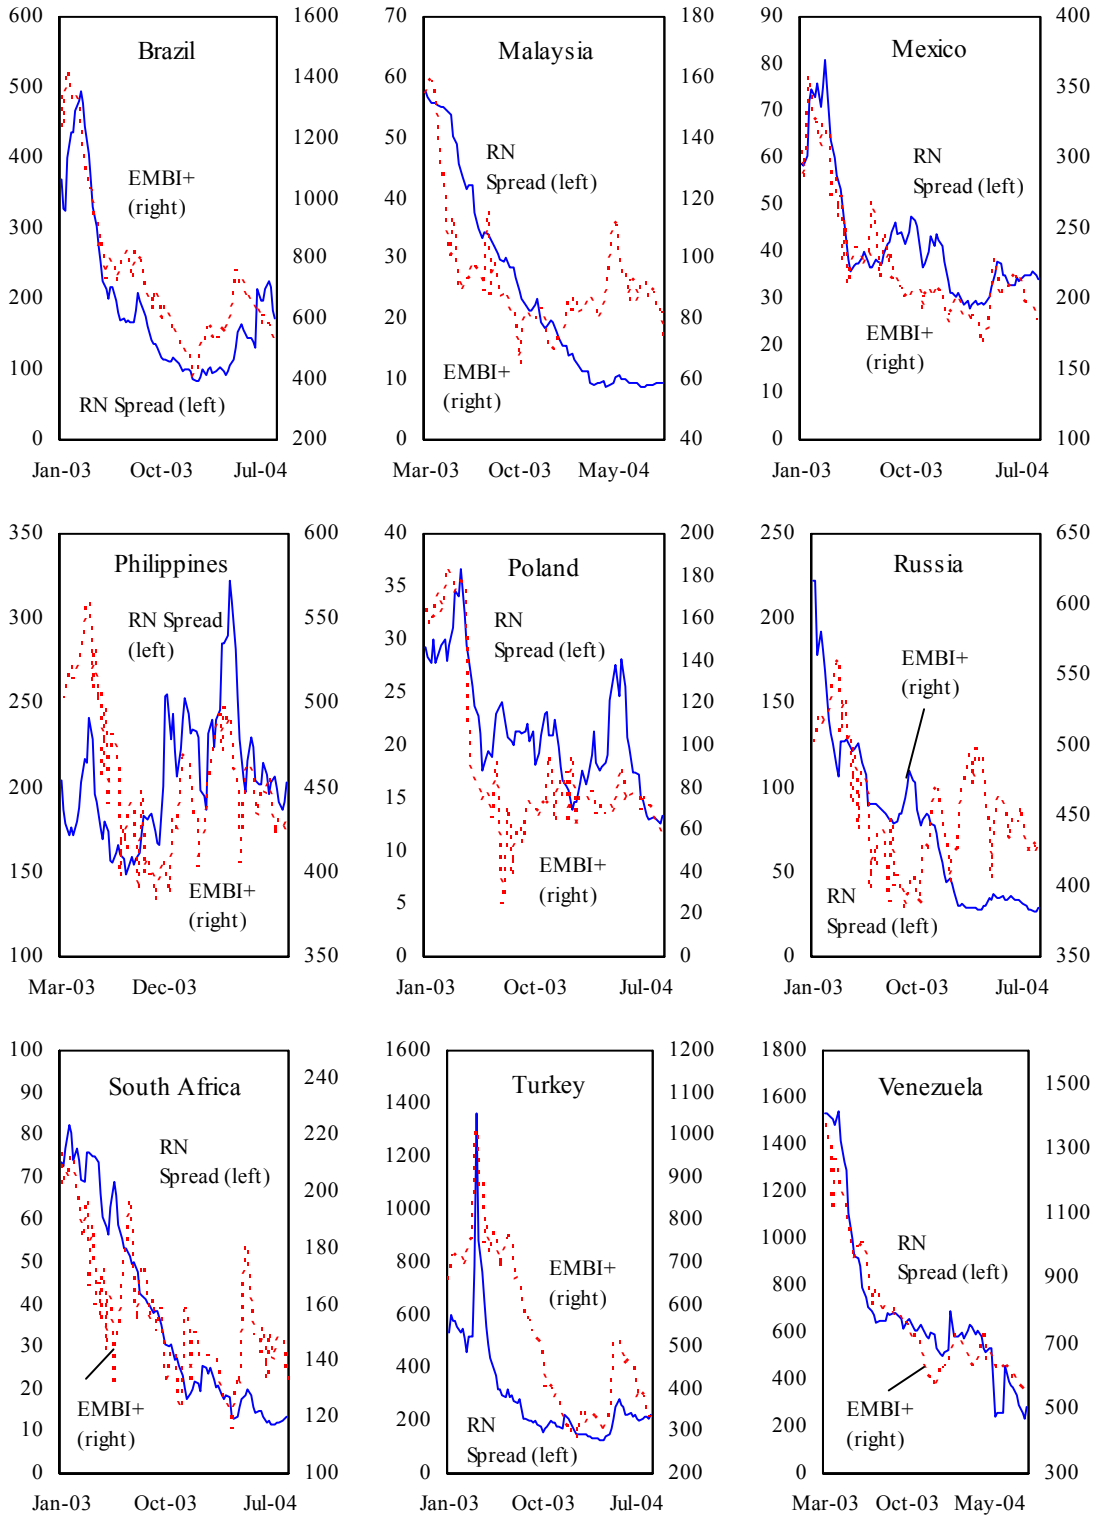 Brazil
600
500
400
300
200
100
0
1600
1400
1200
1000
800
600
400
200
EMBI+
(right)
RN Spread (left)
Jan-03 Oct-03 Jul-04
Malaysia
70
60
50
40
30
20
10
0
180
160
140
120
100
80
60
40
RN
Spread (left)
EMBI+
(right)
Mar-03 Oct-03 May-04
Mexico
90
80
70
60
50
40
30
20
10
0
400
350
300
250
200
150
100
RN
Spread (left)
EMBI+
(right)
Jan-03 Oct-03 Jul-04
Philippines
350
300
250
200
150
100
600
550
500
450
400
350
RN Spread
(left)
EMBI+
(right)
Mar-03 Dec-03
Poland
40
35
30
25
20
15
10
5
0
200
180
160
140
120
100
80
60
40
20
0
RN
Spread (left)
EMBI+
(right)
Jan-03 Oct-03 Jul-04
Russia
250
200
150
100
50
0
650
600
550
500
450
400
350
EMBI+
(right)
RN
Spread (left)
Jan-03 Oct-03 Jul-04
South Africa
100
90
80
70
60
50
40
30
20
10
0
240
220
200
180
160
140
120
100
RN
Spread (left)
EMBI+
(right)
Jan-03 Oct-03 Jul-04
Turkey
1600
1400
1200
1000
800
600
400
200
0
1200
1100
1000
900
800
700
600
500
400
300
200
EMBI+
(right)
RN
Spread (left)
Jan-03 Oct-03 Jul-04
Venezuela
1800
1600
1400
1200
1000
800
600
400
200
0
1500
1300
1100
900
700
500
300
RN
Spread (left)
EMBI+
(right)
Mar-03 Oct-03 May-04